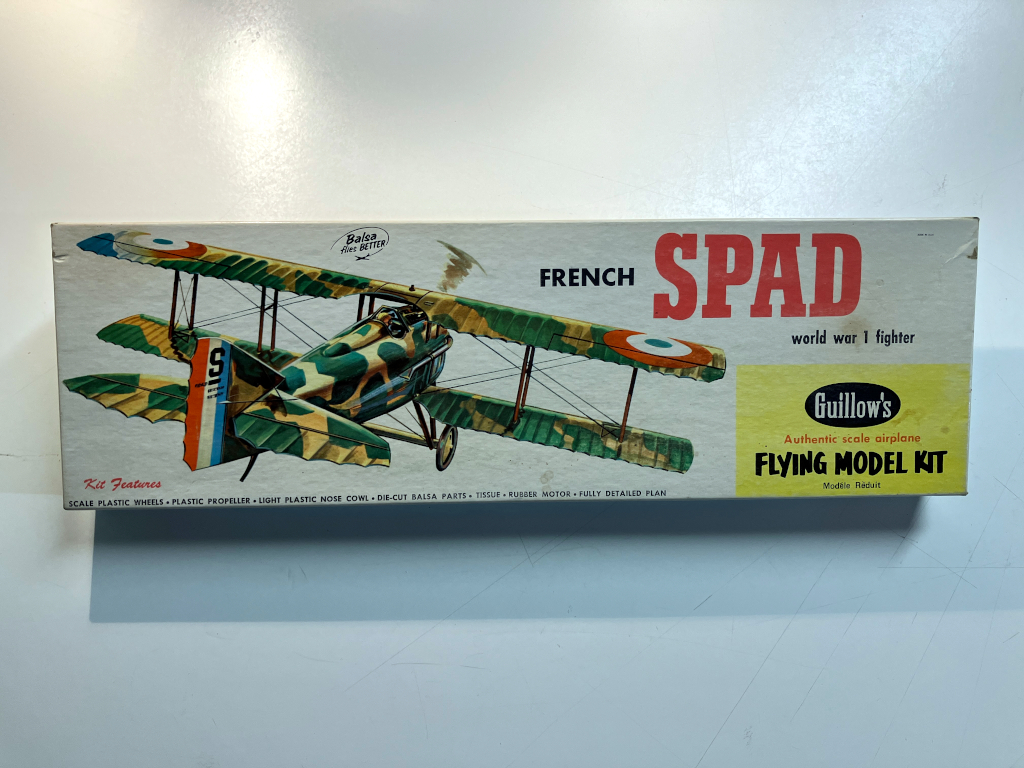 Balsa
flies BETTER
FRENCH SPAD
world war 1 fighter
S
Guillow's
Authentic scale airplane
FLYING MODEL KIT
Modèle Réduit
Kit Features
SCALE PLASTIC WHEELS • PLASTIC PROPELLER • LIGHT PLASTIC NOSE COWL • DIE-CUT BALSA PARTS • TISSUE • RUBBER MOTOR • FULLY DETAILED PLAN